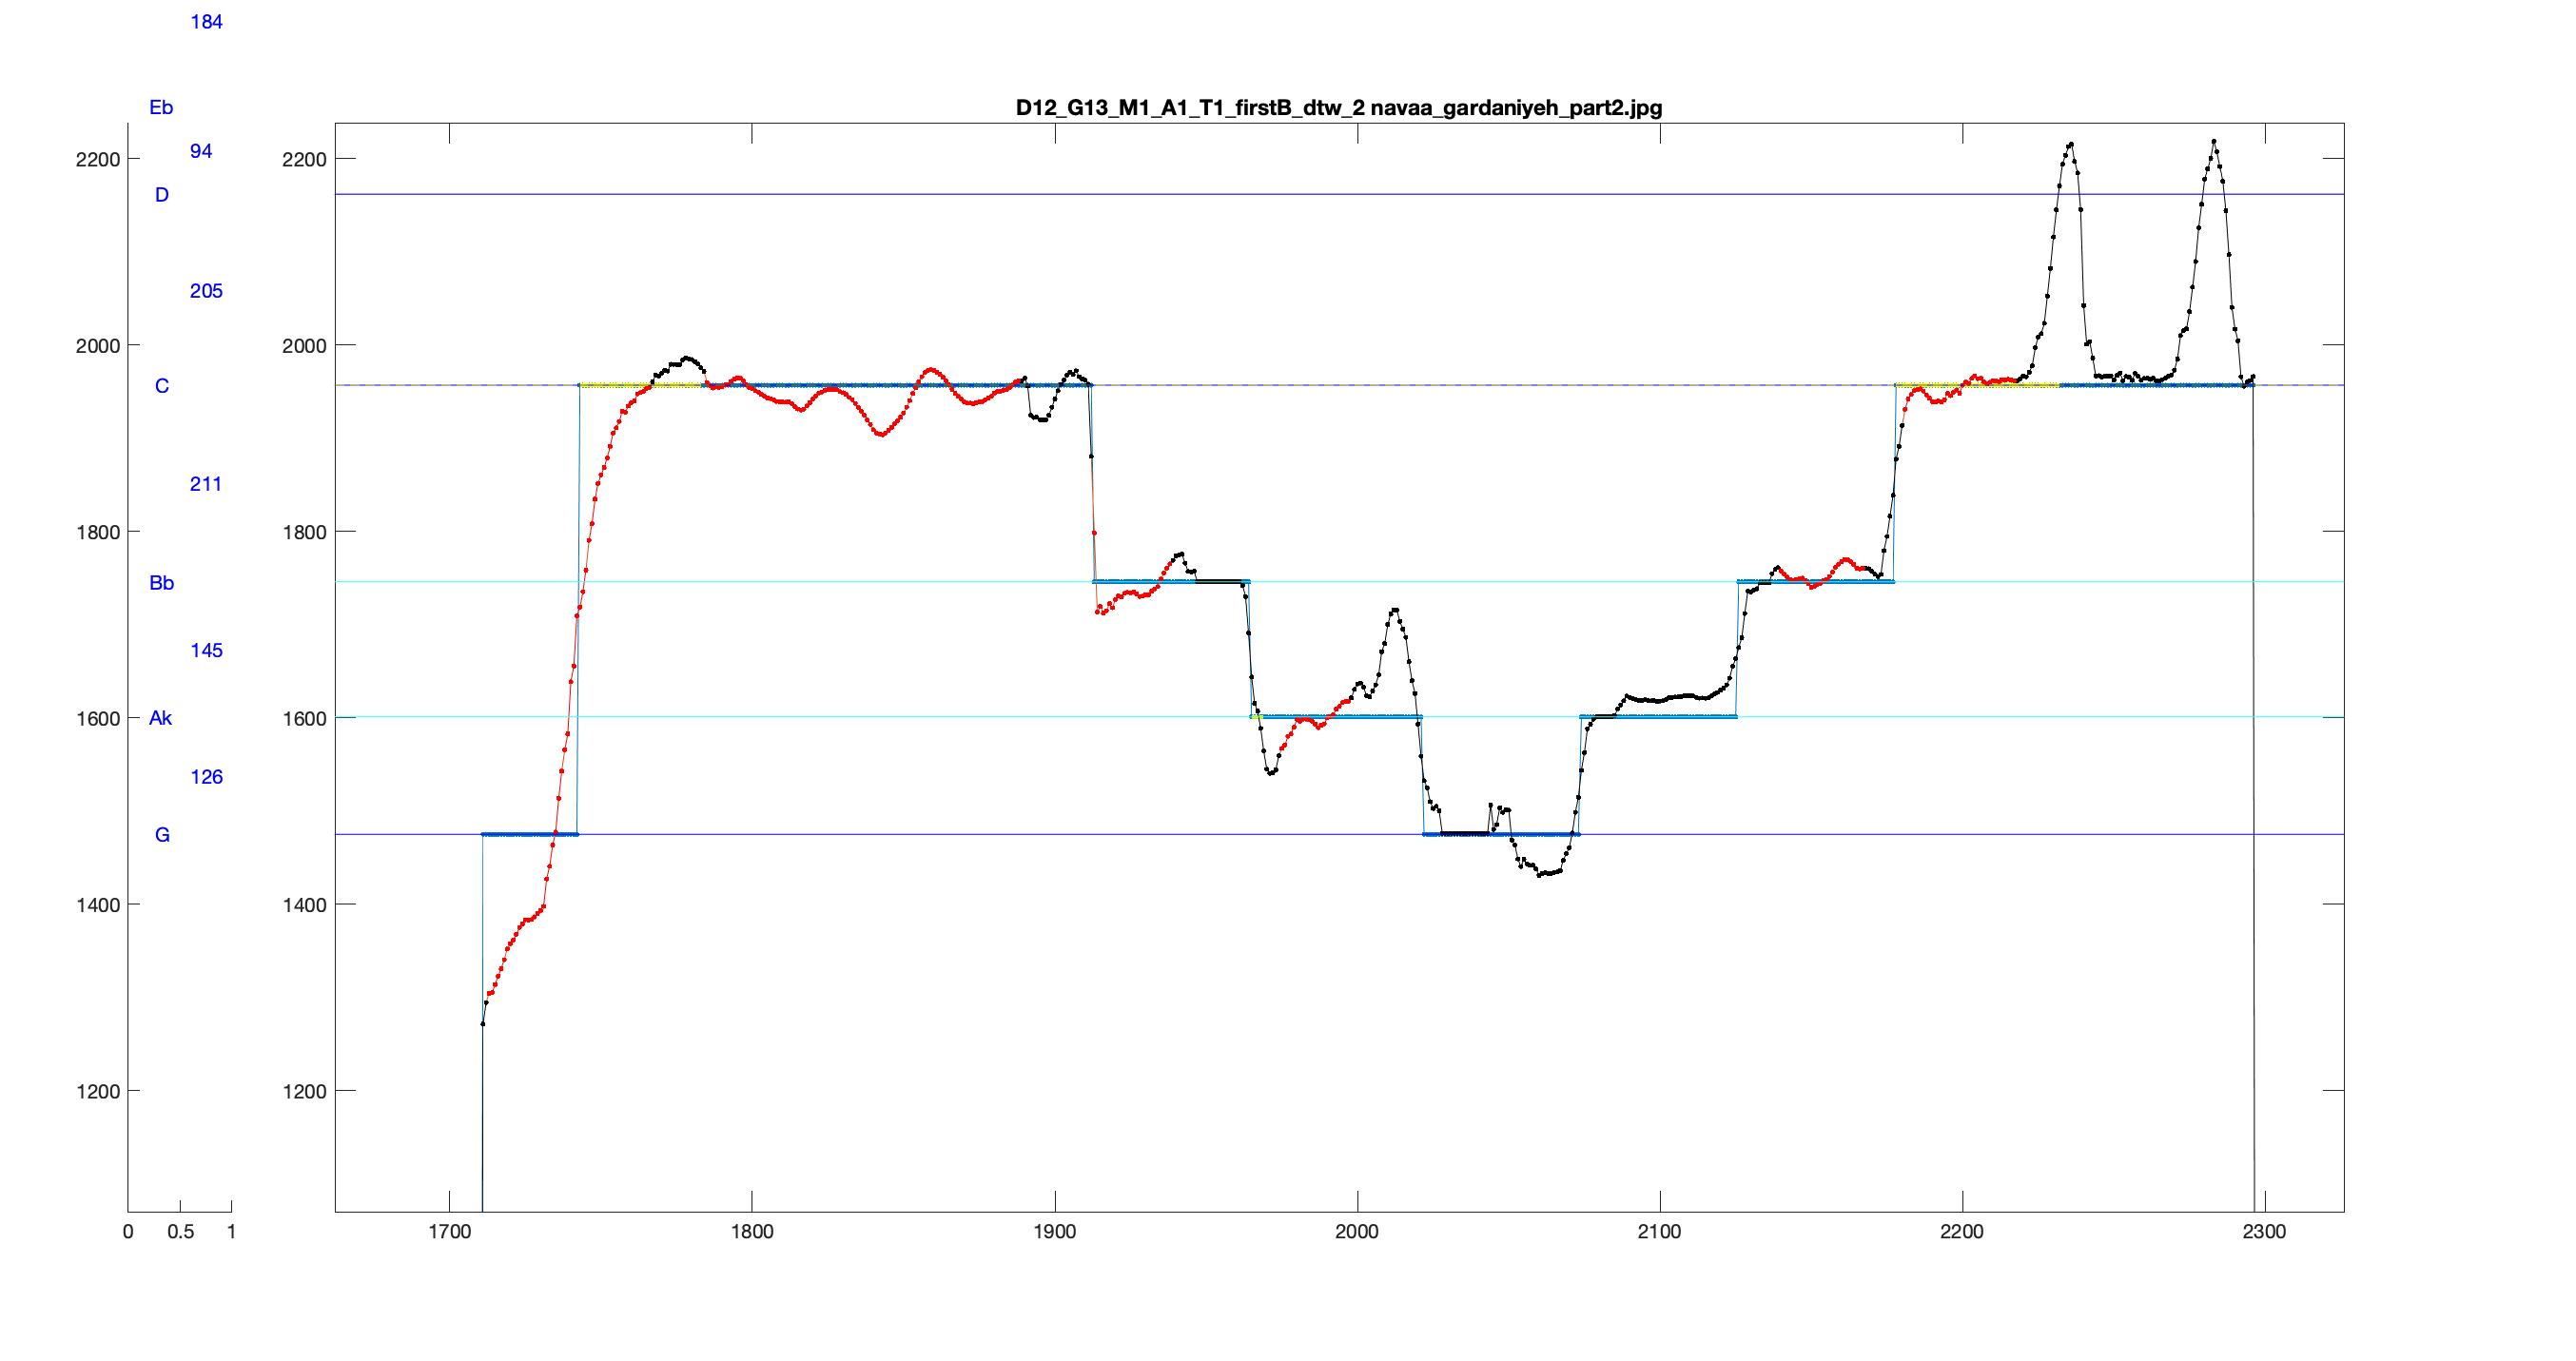 184
Eb
D12_G13_M1_A1_T1_firstB_dtw_2 navaa_gardaniyeh_part2.jpg
2200 94 2200
D
205
2000 2000
C
211
1800 1800
Bb
145
1600 Ak 1600
126
G
1400 1400
1200 1200
0 0.5 1 1700 1800 1900 2000 2100 2200 2300